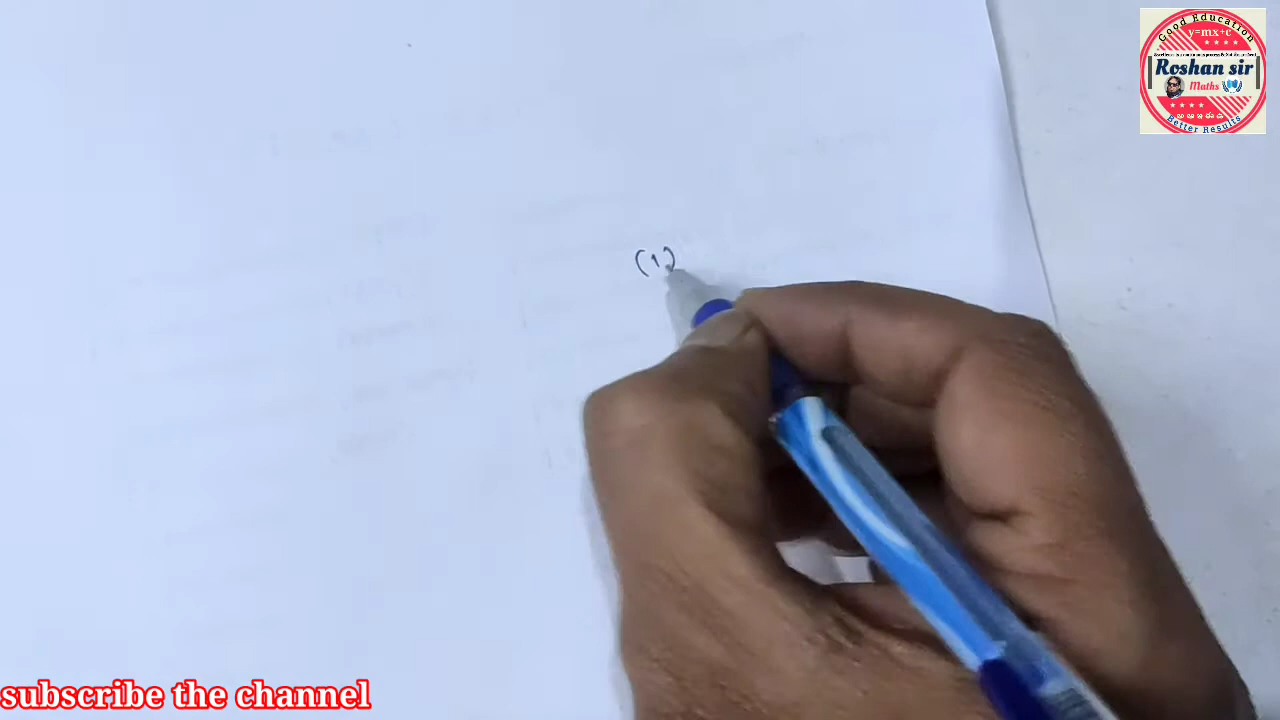 Good Education
y=mx+c
Roshan sir
Maths
Better Results
(1)
subscribe the channel